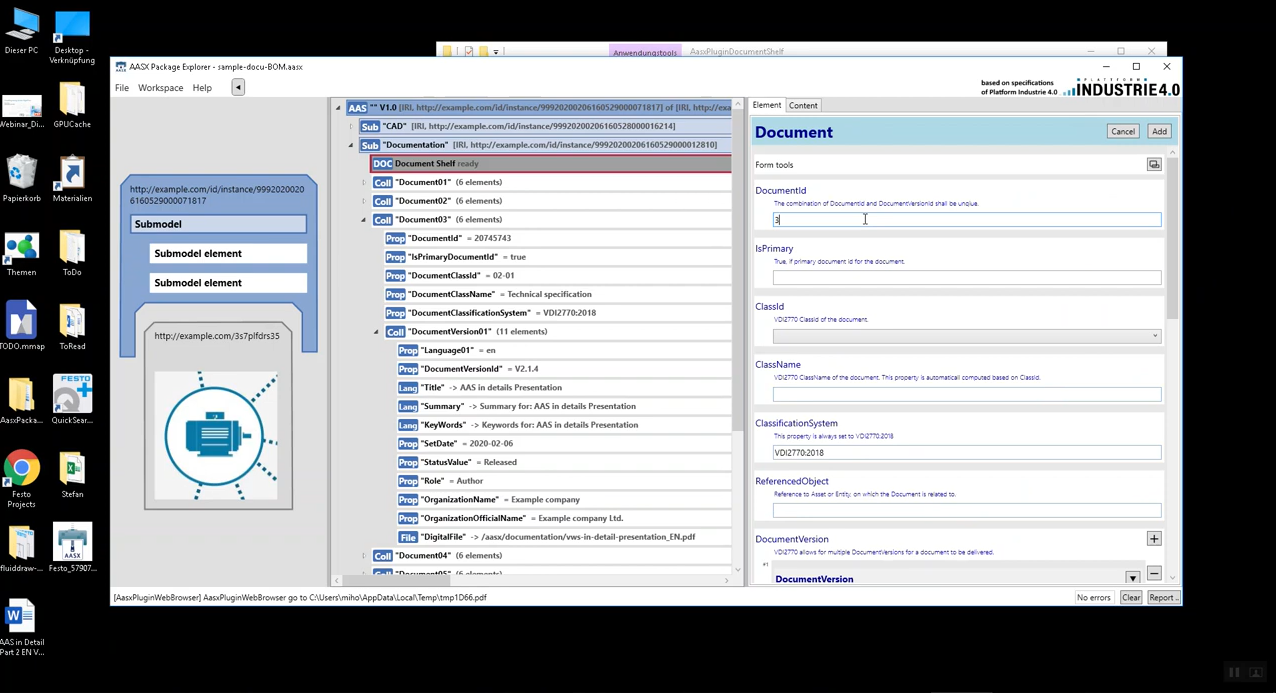 Dieser PC
Desktop -
Verknüpfung
Webinar_Di...
GPUCache
Papierkorb
Materialien
Themen
ToDo
TODO.mmap
ToRead
AasxPacka...
QuickSear...
Festo
Projects
Stefan
fluiddraw-...
Festo_57907...
AAS in Detail
Part 2 EN V...
Anwendungstools
AasxPluginDocumentShelf
AASX Package Explorer - sample-docu-BOM.aasx
File Workspace Help
based on specifications
of Platform Industrie 4.0
PLATTFORM
INDUSTRIE4.0
http://example.com/id/instance/9992020020
6160529000071817
Submodel
Submodel element
Submodel element
http://example.com/3s7plfdrs35
AAS "" V1.0 [IRI, http://example.com/id/instance/99920200206160529000071817] of [IRI, http://exa
Sub "CAD" [IRI, http://example.com/id/instance/9992020020616052800001​6214]
Sub "Documentation" [IRI, http://example.com/id/instance/9992020020616052900001​2810]
DOC Document Shelf ready
Coll "Document01" (6 elements)
Coll "Document02" (6 elements)
Coll "Document03" (6 elements)
Prop "DocumentId" = 20745743
Prop "IsPrimaryDocumentId" = true
Prop "DocumentClassId" = 02-01
Prop "DocumentClassName" = Technical specification
Prop "DocumentClassificationSystem" = VDI2770:2018
Coll "DocumentVersion01" (11 elements)
Prop "Language01" = en
Prop "DocumentVersionId" = V2.1.4
Lang "Title" -> AAS in details Presentation
Lang "Summary" -> Summary for: AAS in details Presentation
Lang "KeyWords" -> Keywords for: AAS in details Presentation
Prop "SetDate" = 2020-02-06
Prop "StatusValue" = Released
Prop "Role" = Author
Prop "OrganizationName" = Example company
Prop "OrganizationOfficialName" = Example company Ltd.
File "DigitalFile" -> /aasx/documentation/vws-in-detail-presentation_EN.pdf
Coll "Document04" (6 elements)
Coll "Document05" (6 elements)
Element Content
Document
Cancel Add
Form tools
DocumentId
The combination of DocumentId and DocumentVersionId shall be unqiue.
3
IsPrimary
True, if primary document id for the document.
ClassId
VDI2770 ClassId of the document.
ClassName
VDI2770 ClassName of the document. This property is automaticall computed based on ClassId.
ClassificationSystem
This property is always set to VDI2770:2018
VDI2770:2018
ReferencedObject
Reference to Asset or Entity, on which the Document is related to.
DocumentVersion
VDI2770 allows for multiple DocumentVersions for a document to be delivered.
#1
DocumentVersion
[AasxPluginWebBrowser] AasxPluginWebBrowser go to C:\Users\miho\AppData\Local\Temp\tmp1D66.pdf
No errors Clear Report ..